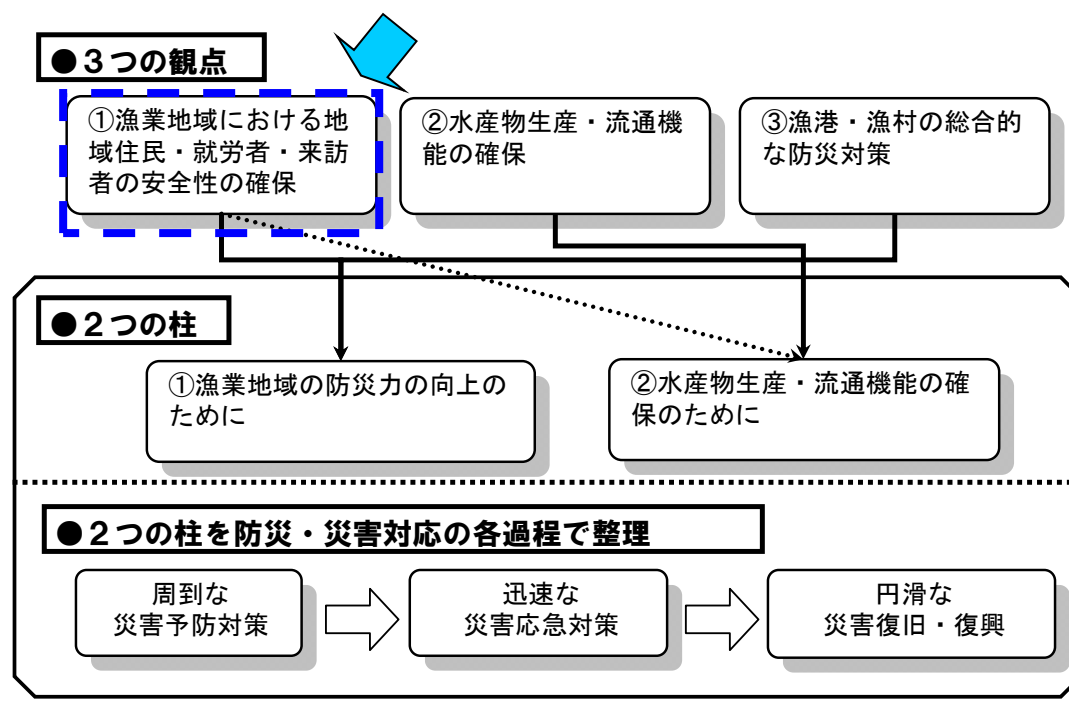 ●３つの観点
①漁業地域における地
域住民・就労者・来訪
者の安全性の確保
②水産物生産・流通機
能の確保
③漁港・漁村の総合的
な防災対策
●２つの柱
①漁業地域の防災力の向上の
ために
②水産物生産・流通機能の確
保のために
●２つの柱を防災・災害対応の各過程で整理
周到な
災害予防対策
迅速な
災害応急対策
円滑な
災害復旧・復興